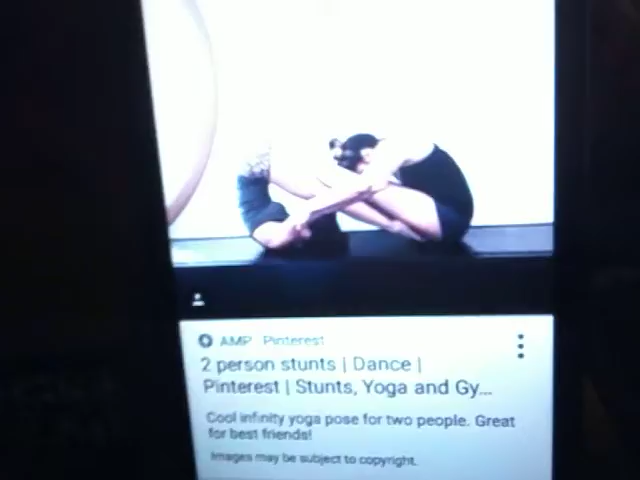 AMP Pinterest
2 person stunts | Dance |
Pinterest | Stunts, Yoga and Gy...
Cool infinity yoga pose for two people. Great
for best friends!
Images may be subject to copyright.